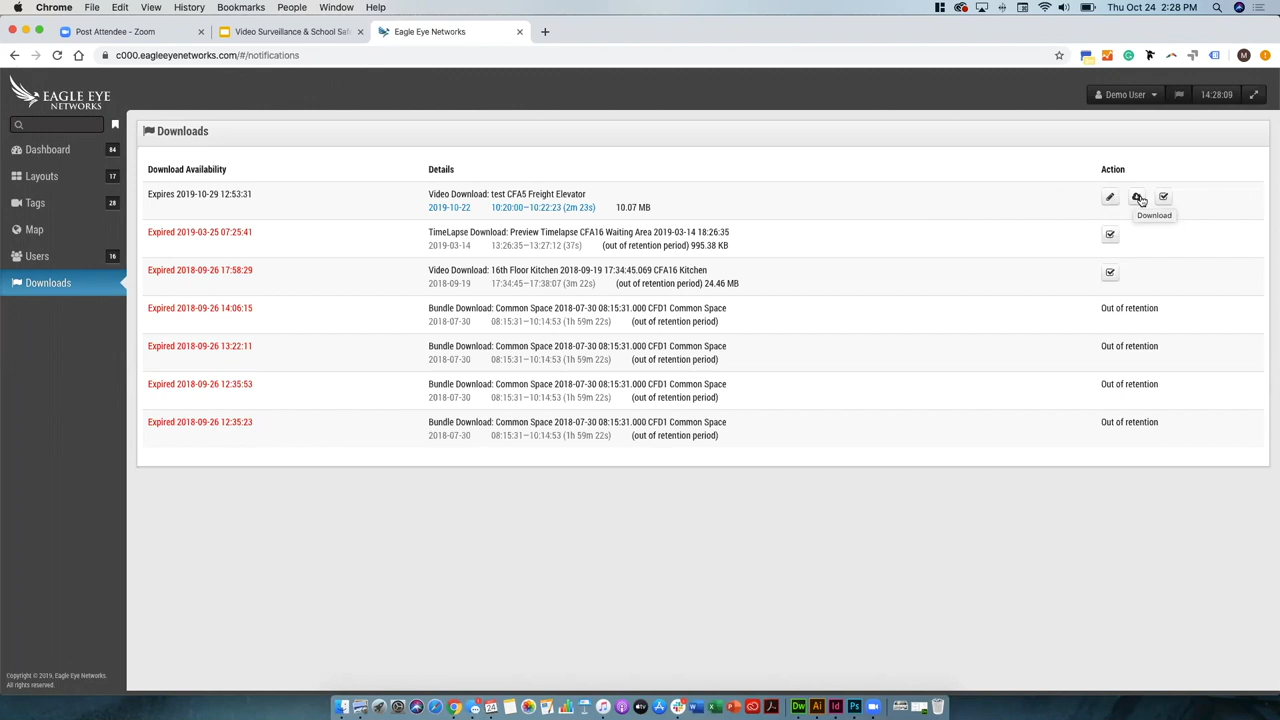 Chrome File Edit View History Bookmarks People Window Help Thu Oct 24 2:28 PM
Post Attendee - Zoom Video Surveillance & School Saf Eagle Eye Networks
c000.eagleeyenetworks.com/#/notifications
EAGLE EYE
NETWORKS
Demo User 14:28:09
Dashboard 84
Layouts 17
Tags 28
Map
Users 16
Downloads
Downloads
Download Availability Details Action
Expires 2019-10-29 12:53:31 Video Download: test CFA5 Freight Elevator
2019-10-22 10:20:00—10:22:23 (2m 23s) 10.07 MB
Download
Expired 2019-03-25 07:25:41 TimeLapse Download: Preview Timelapse CFA16 Waiting Area 2019-03-14 18:26:35
2019-03-14 13:26:35—13:27:12 (37s) (out of retention period) 995.38 KB
Expired 2018-09-26 17:58:29 Video Download: 16th Floor Kitchen 2018-09-19 17:34:45.069 CFA16 Kitchen
2018-09-19 17:34:45—17:38:07 (3m 22s) (out of retention period) 24.46 MB
Expired 2018-09-26 14:06:15 Bundle Download: Common Space 2018-07-30 08:15:31.000 CFD1 Common Space Out of retention
2018-07-30 08:15:31—10:14:53 (1h 59m 22s) (out of retention period)
Expired 2018-09-26 13:22:11 Bundle Download: Common Space 2018-07-30 08:15:31.000 CFD1 Common Space Out of retention
2018-07-30 08:15:31—10:14:53 (1h 59m 22s) (out of retention period)
Expired 2018-09-26 12:35:53 Bundle Download: Common Space 2018-07-30 08:15:31.000 CFD1 Common Space Out of retention
2018-07-30 08:15:31—10:14:53 (1h 59m 22s) (out of retention period)
Expired 2018-09-26 12:35:23 Bundle Download: Common Space 2018-07-30 08:15:31.000 CFD1 Common Space Out of retention
2018-07-30 08:15:31—10:14:53 (1h 59m 22s) (out of retention period)
Copyright © 2019, Eagle Eye Networks.
All rights reserved.
Dw Ai Id Ps